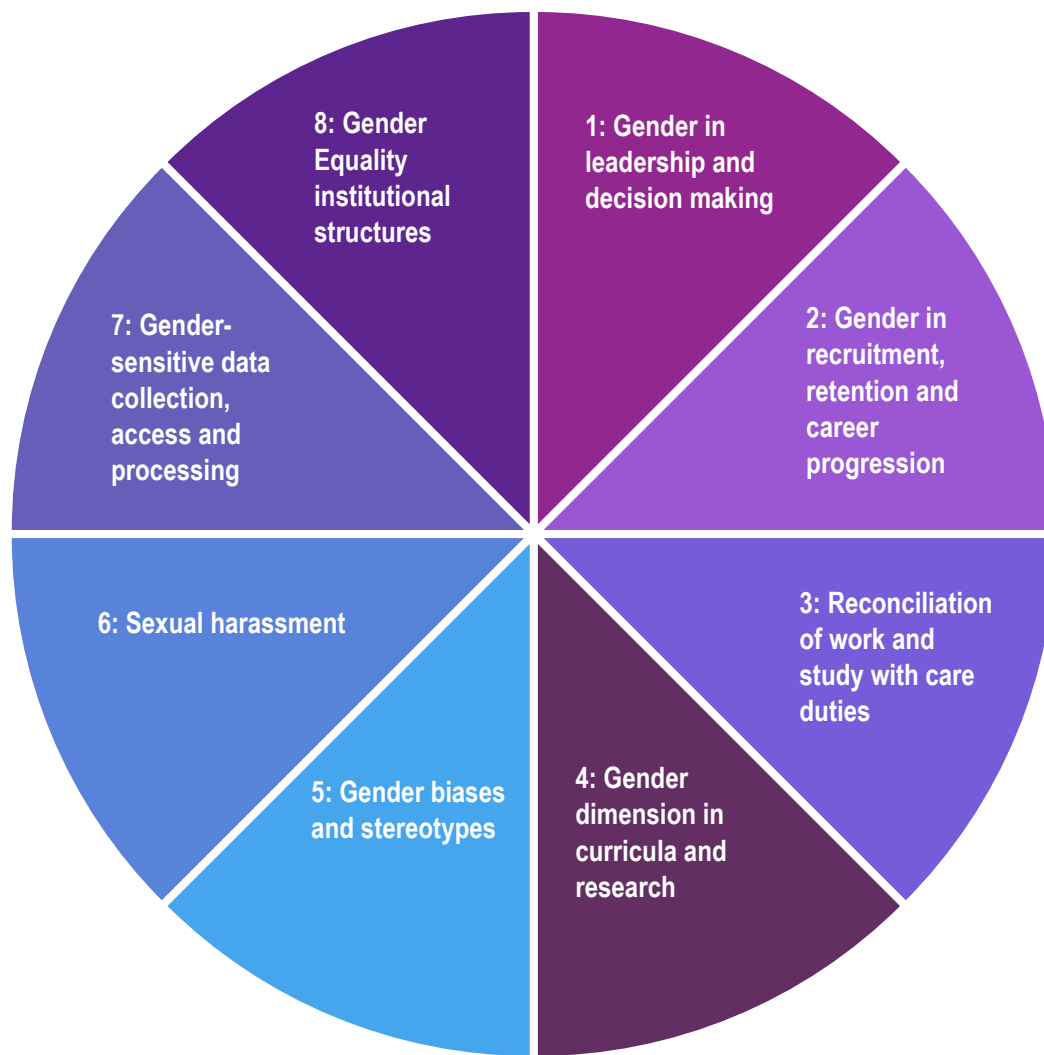 1: Gender in
leadership and
decision making
2: Gender in
recruitment,
retention and
career
progression
3: Reconciliation
of work and
study with care
duties
4: Gender
dimension in
curricula and
research
5: Gender biases
and stereotypes
6: Sexual harassment
7: Gender-
sensitive data
collection,
access and
processing
8: Gender
Equality
institutional
structures